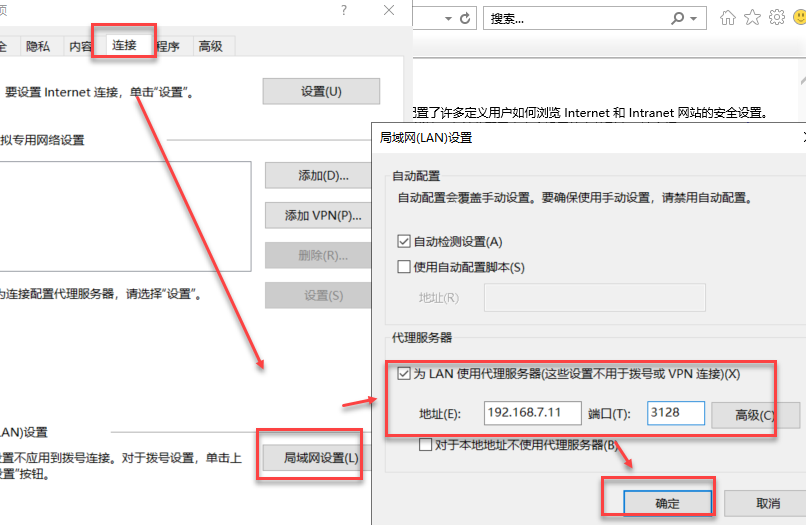 页
?
搜索...
全 隐私 内容 连接 程序 高级
要设置 Internet 连接，单击“设置”。
设置(U)
配置了许多定义用户如何浏览 Internet 和 Intranet 网站的安全设置。
拟专用网络设置
添加(D)...
添加 VPN(P)...
删除(R)...
设置(S)
为连接配置代理服务器，请选择“设置”。
LAN)设置
设置不应用到拨号连接。对于拨号设置，单击上
设置”按钮。
局域网设置(L)
局域网(LAN)设置
自动配置
自动配置会覆盖手动设置。要确保使用手动设置，请禁用自动配置。
自动检测设置(A)
使用自动配置脚本(S)
地址(R)
代理服务器
为 LAN 使用代理服务器(这些设置不用于拨号或 VPN 连接)(X)
地址(E): 192.168.7.11 端口(T): 3128 高级(C)
对于本地地址不使用代理服务器(B)
确定 取消